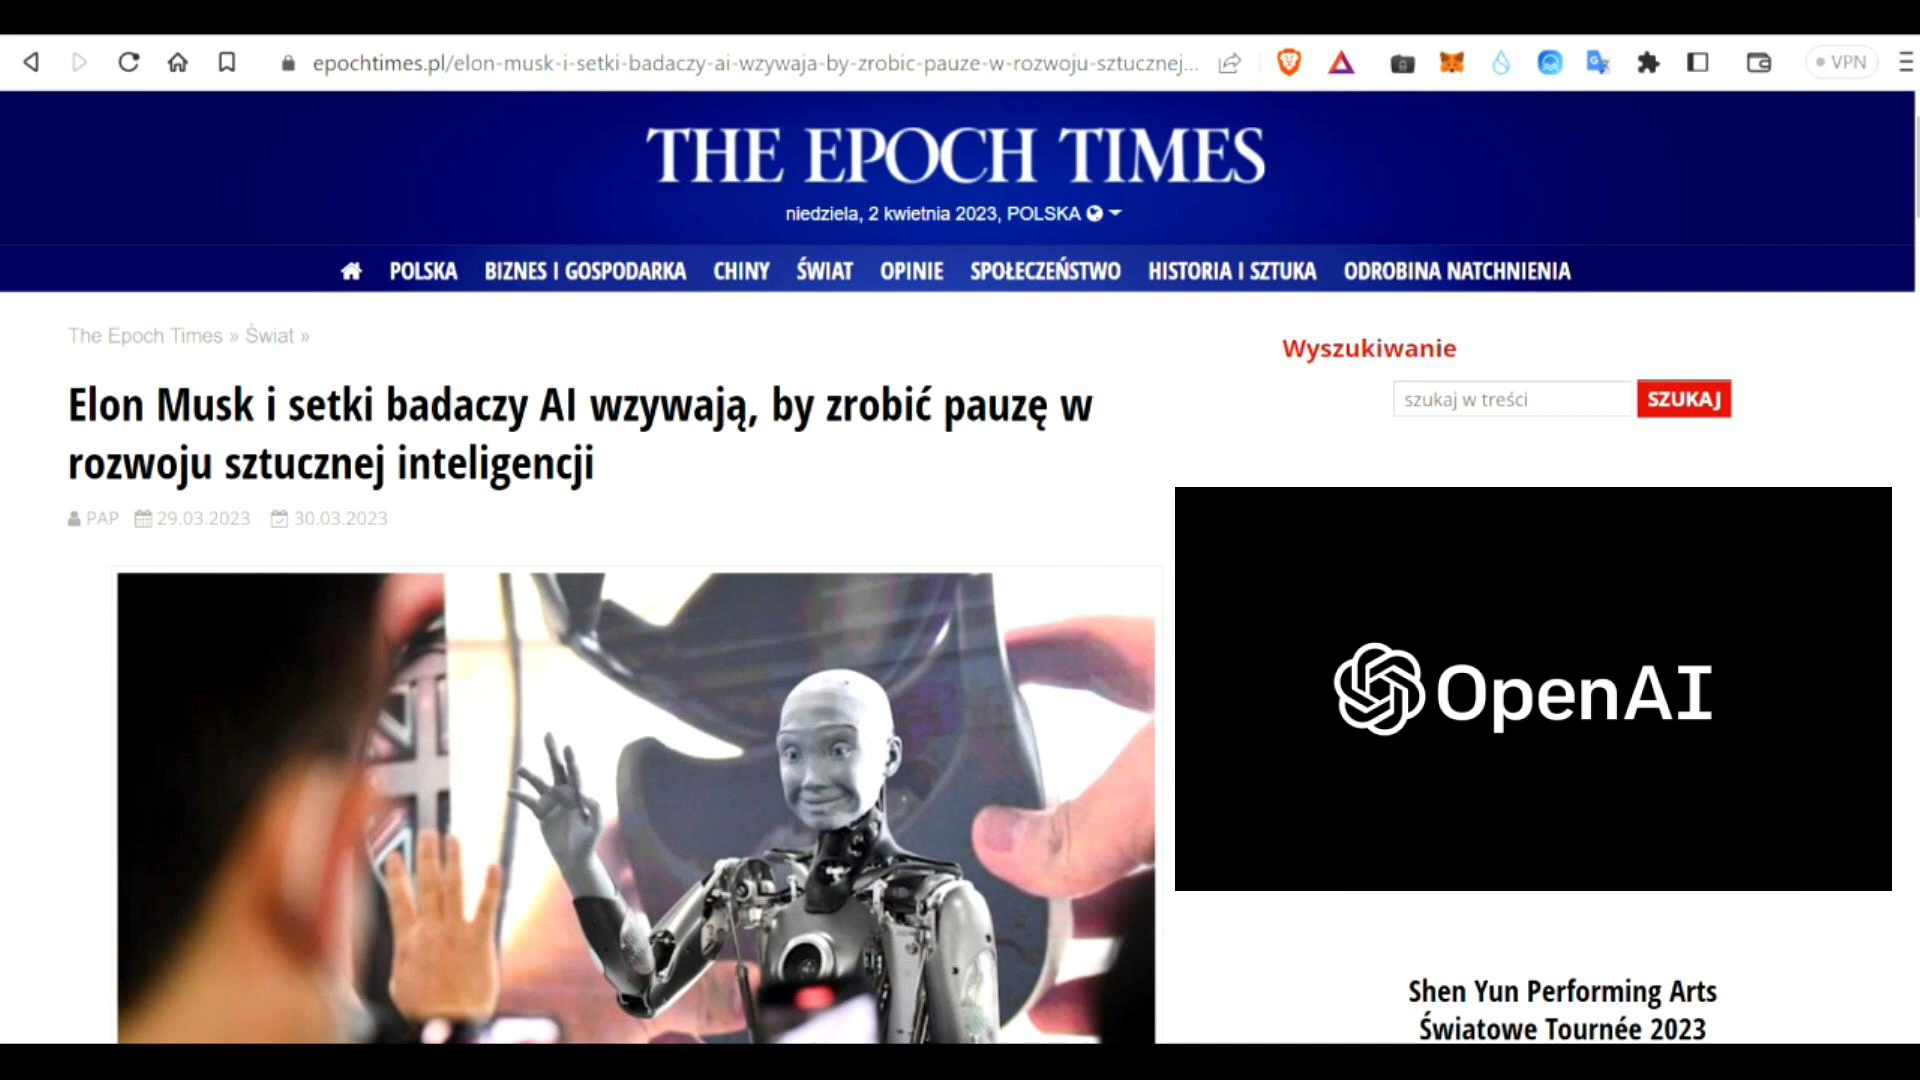 epochtimes.pl/elon-musk-i-setki-badaczy-ai-wzywaja-by-zrobic-pauze-w-rozwoju-sztucznej...
VPN
THE EPOCH TIMES
niedziela, 2 kwietnia 2023, POLSKA
POLSKA BIZNES I GOSPODARKA CHINY ŚWIAT OPINIE SPOŁECZEŃSTWO HISTORIA I SZTUKA ODROBINA NATCHNIENIA
The Epoch Times » Świat »
Elon Musk i setki badaczy AI wzywają, by zrobić pauzę w
rozwoju sztucznej inteligencji
PAP 29.03.2023 30.03.2023
Wyszukiwanie
szukaj w treści SZUKAJ
OpenAI
Shen Yun Performing Arts
Światowe Tournée 2023